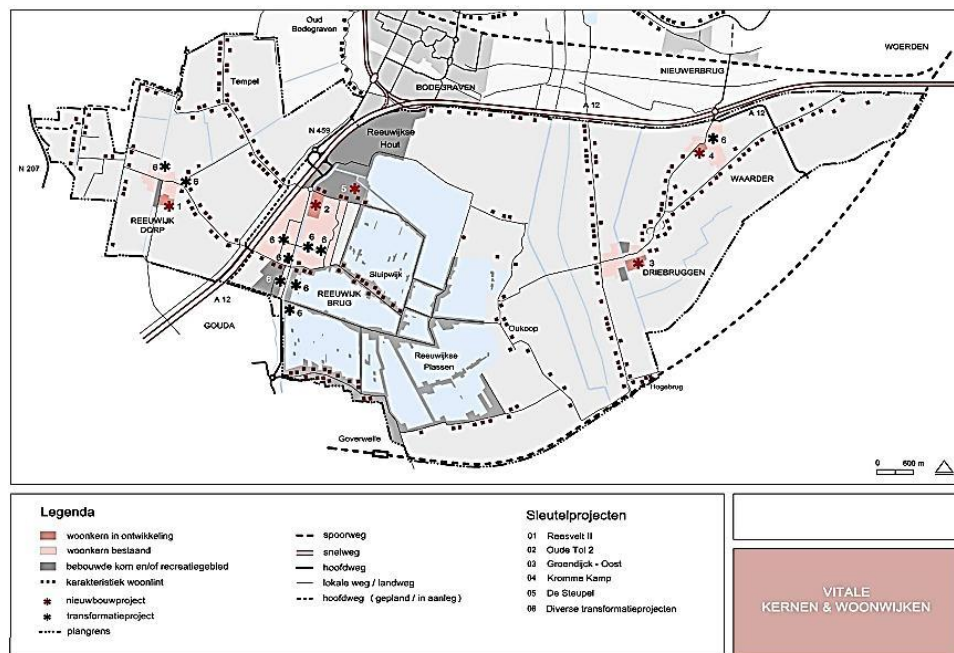 Oud
Bodegraven
WOERDEN
NIEUWERBRUG
Tempel
BODEGRAVEN
A 12
A 12
N 459
Reeuwijkse
Hout
N 207
6
6
6
4
WAARDER
5
1
2
REEUWIJK
DORP
6
6
6
6
Sluipwijk
3
DRIEBRUGGEN
6
6
REEUWIJK
BRUG
A 12
6
GOUDA
Oukoop
Reeuwijkse
Plassen
Hogebrug
Goverwelle
0 600 m
Legenda
woonkern in ontwikkeling
woonkern bestaand
bebouwde kom en/of recreatiegebied
karakteristiek woonlint
nieuwbouwproject
transformatieproject
plangrens
spoorweg
snelweg
hoofdweg
lokale weg / landweg
hoofdweg ( gepland / in aanleg )
Sleutelprojecten
01 Reesvelt II
02 Oude Tol 2
03 Groendijck - Oost
04 Kromme Kamp
05 De Steupel
06 Diverse transformatieprojecten
VITALE
KERNEN & WOONWIJKEN